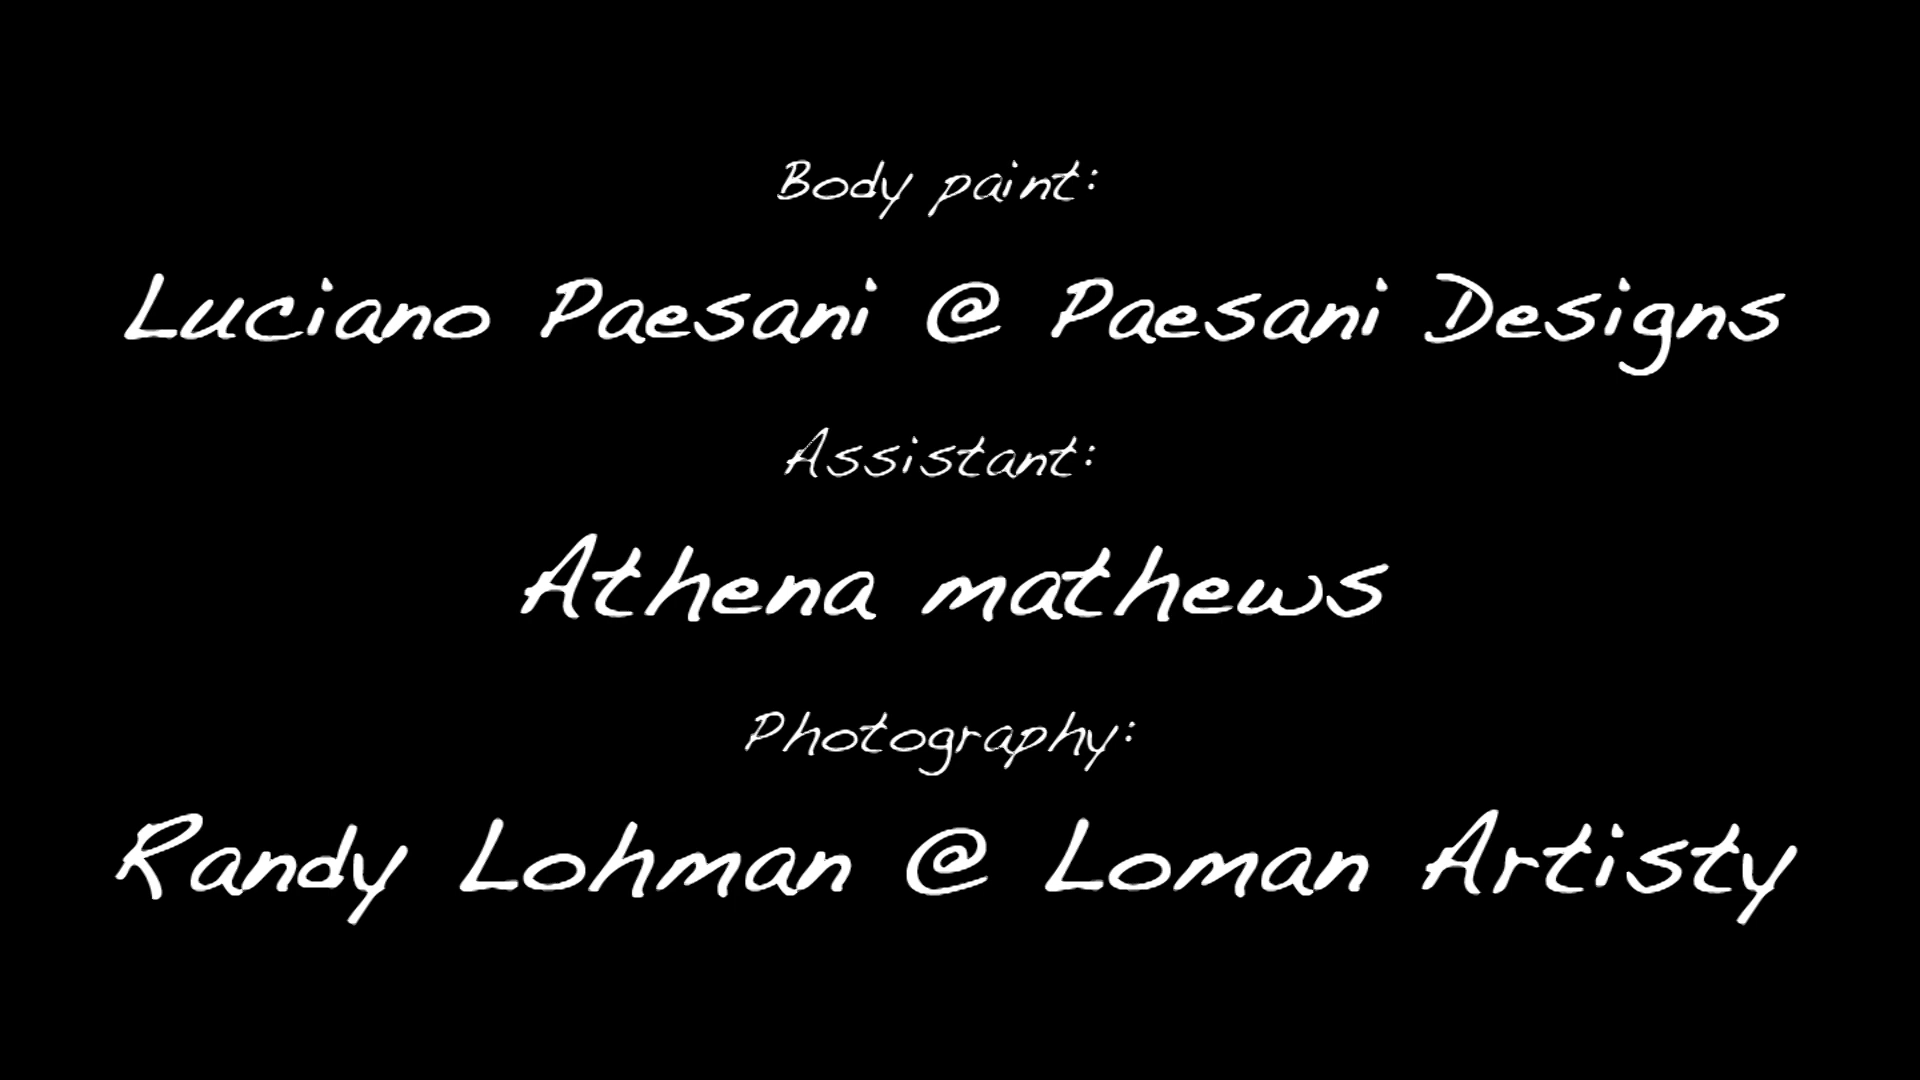 Body paint:
Luciano Paesani @ Paesani Designs
Assistant:
Athena mathews
Photography:
Randy Lohman @ Loman Artisty